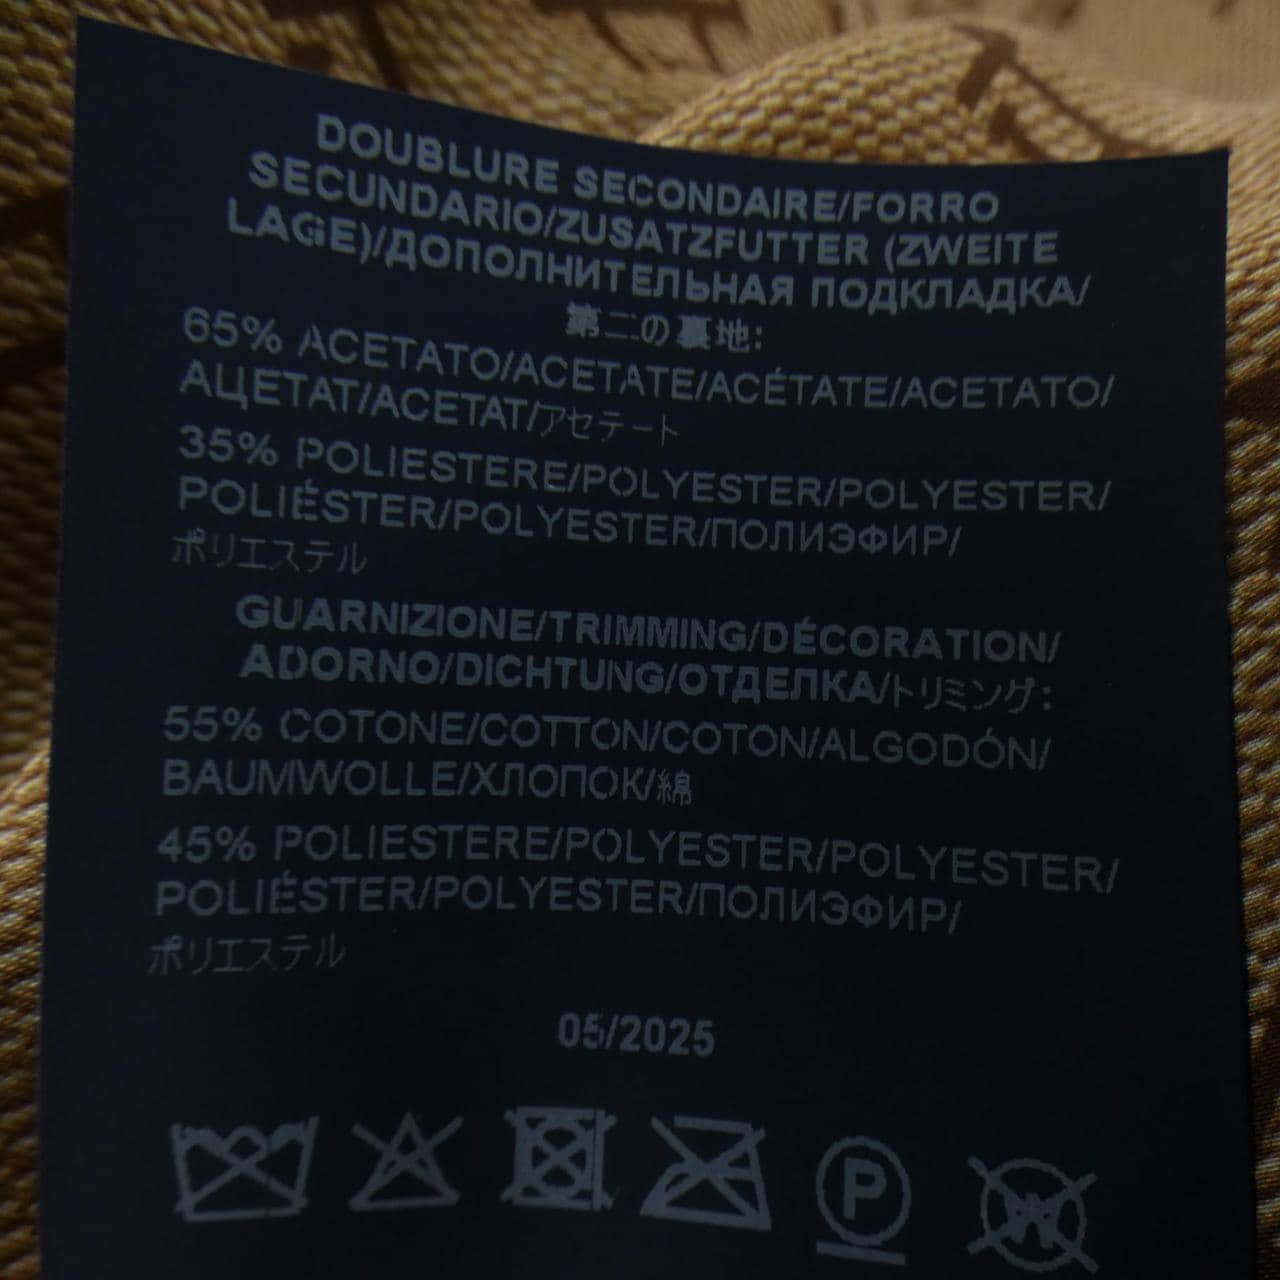 DOUBLURE SECONDAIRE/FORRO
SECUNDARIO/ZUSATZFUTTER (ZWEITE
LAGE)/ДОПОЛНИТЕЛЬНАЯ ПОДКЛАДКА/
第二の裏地:
65% ACETATO/ACETATE/ACÉTATE/ACETATO/
АЦЕТАТ/ACETAT/アセテート
35% POLIESTERE/POLYESTER/POLYESTER/
POLIÉSTER/POLYESTER/ПОЛИЭФИР/
ポリエステル
GUARNIZIONE/TRIMMING/DÉCORATION/
ADORNO/DICHTUNG/ОТДЕЛКА/トリミング:
55% COTONE/COTTON/COTON/ALGODÓN/
BAUMWOLLE/ХЛОПОК/綿
45% POLIESTERE/POLYESTER/POLYESTER/
POLIÉSTER/POLYESTER/ПОЛИЭФИР/
ポリエステル
05/2025
P W